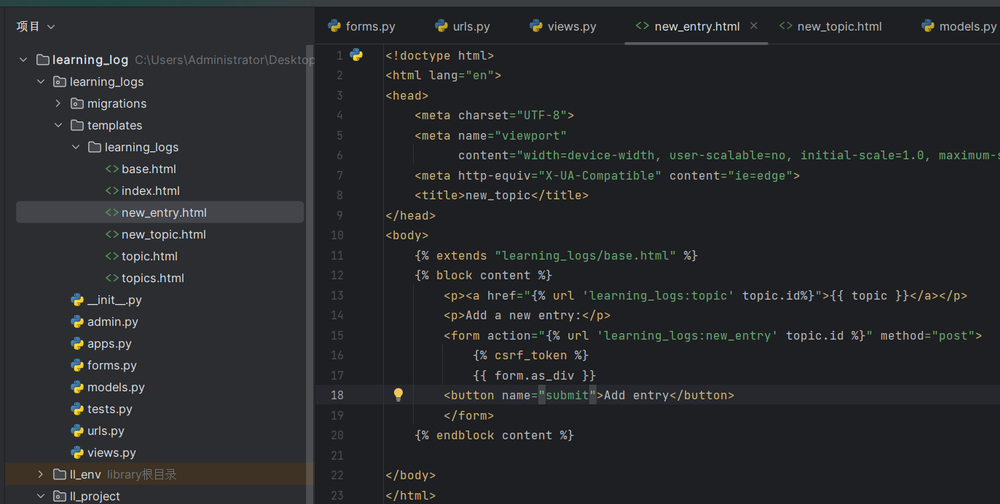 项目
learning_log C:\Users\Administrator\Desktop
learning_logs
migrations
templates
learning_logs
base.html
index.html
new_entry.html
new_topic.html
topic.html
topics.html
__init__.py
admin.py
apps.py
forms.py
models.py
tests.py
urls.py
views.py
ll_env library根目录
ll_project
forms.py urls.py views.py new_entry.html new_topic.html models.py
1 <!doctype html>
2 <html lang="en">
3 <head>
4 <meta charset="UTF-8">
5 <meta name="viewport"
6 content="width=device-width, user-scalable=no, initial-scale=1.0, maximum-s
7 <meta http-equiv="X-UA-Compatible" content="ie=edge">
8 <title>new_topic</title>
9 </head>
10 <body>
11 {% extends "learning_logs/base.html" %}
12 {% block content %}
13 <p><a href="{% url 'learning_logs:topic' topic.id%}">{{ topic }}</a></p>
14 <p>Add a new entry:</p>
15 <form action="{% url 'learning_logs:new_entry' topic.id %}" method="post">
16 {% csrf_token %}
17 {{ form.as_div }}
18 <button name="submit">Add entry</button>
19 </form>
20 {% endblock content %}
21
22 </body>
23 </html>